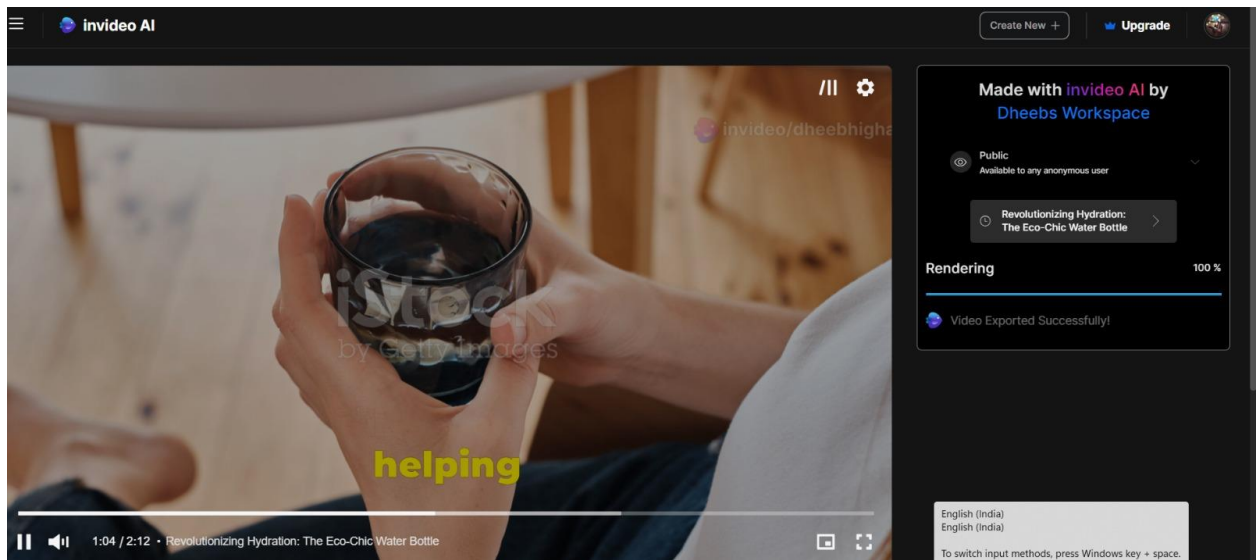 invideo AI
Create New +
Upgrade
invideo/dheebhigha
Made with invideo AI by
Dheebs Workspace
Public
Available to any anonymous user
Revolutionizing Hydration:
The Eco-Chic Water Bottle
Rendering
100 %
Video Exported Successfully!
iStock
by Getty Images
helping
1:04 / 2:12 • Revolutionizing Hydration: The Eco-Chic Water Bottle
English (India)
English (India)
To switch input methods, press Windows key + space.